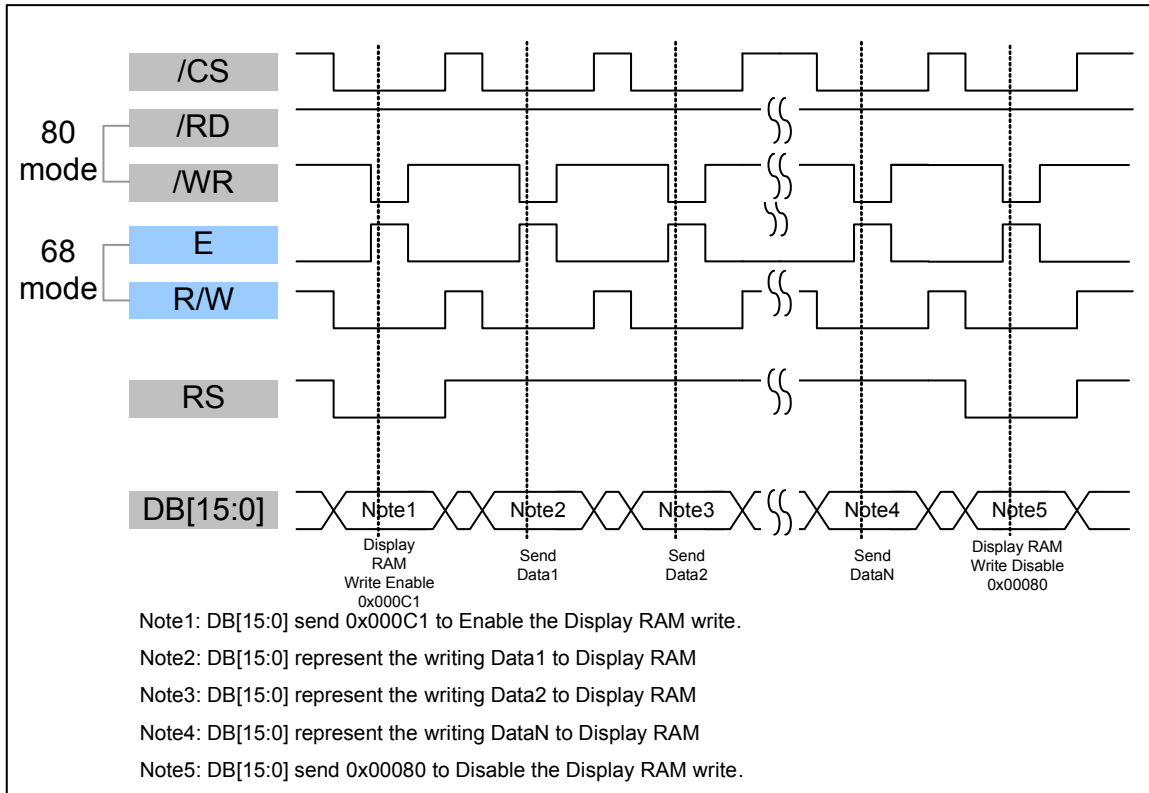 /CS
80
mode
/RD
/WR
68
mode
E
R/W
RS
DB[15:0]
Note1
Note2
Note3
Note4
Note5
Display
RAM
Write Enable
0x000C1
Send
Data1
Send
Data2
Send
DataN
Display RAM
Write Disable
0x00080
Note1: DB[15:0] send 0x000C1 to Enable the Display RAM write.
Note2: DB[15:0] represent the writing Data1 to Display RAM
Note3: DB[15:0] represent the writing Data2 to Display RAM
Note4: DB[15:0] represent the writing DataN to Display RAM
Note5: DB[15:0] send 0x00080 to Disable the Display RAM write.